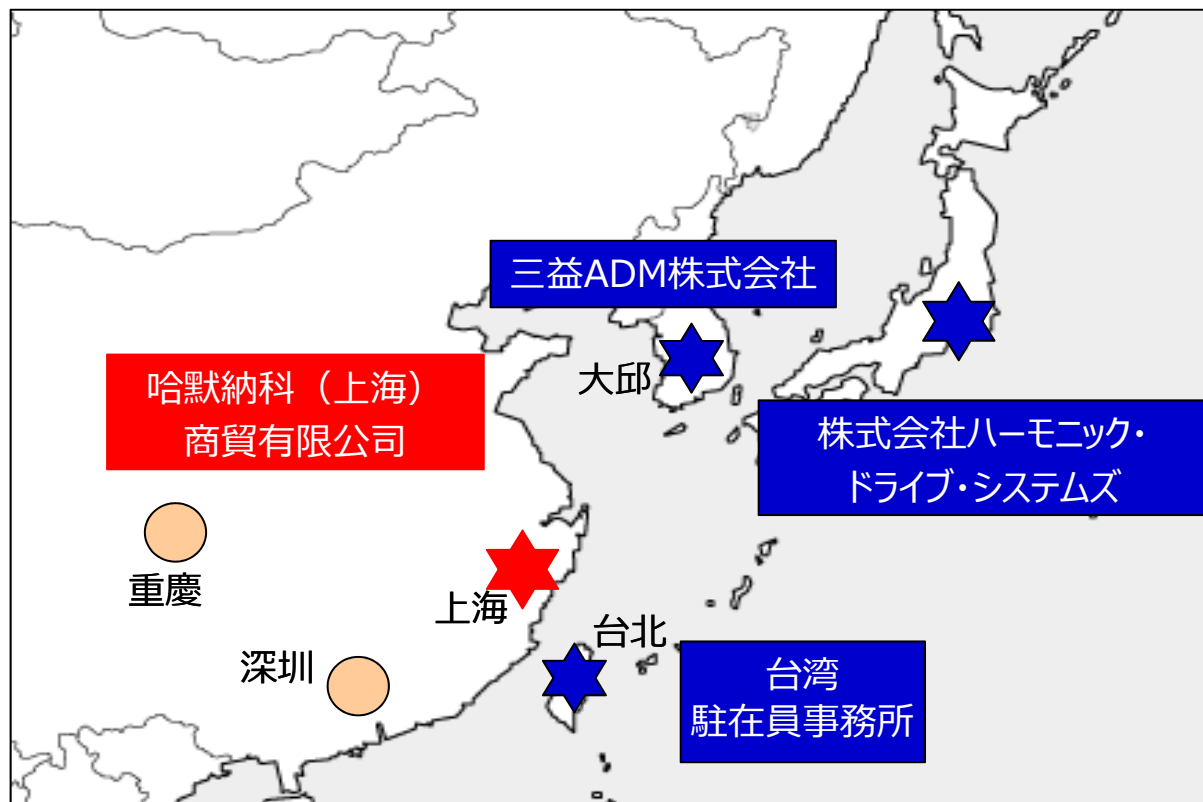 三益ADM株式会社
大邱
哈默納科（上海）
商貿有限公司
株式会社ハーモニック・
ドライブ・システムズ
重慶
上海
台北
深圳
台湾
駐在員事務所